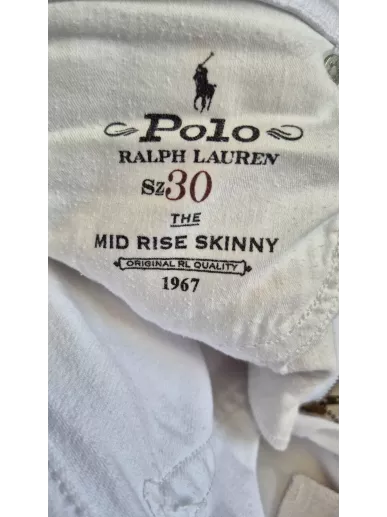 Polo
RALPH LAUREN
Sz30
THE
MID RISE SKINNY
ORIGINAL RL QUALITY
1967